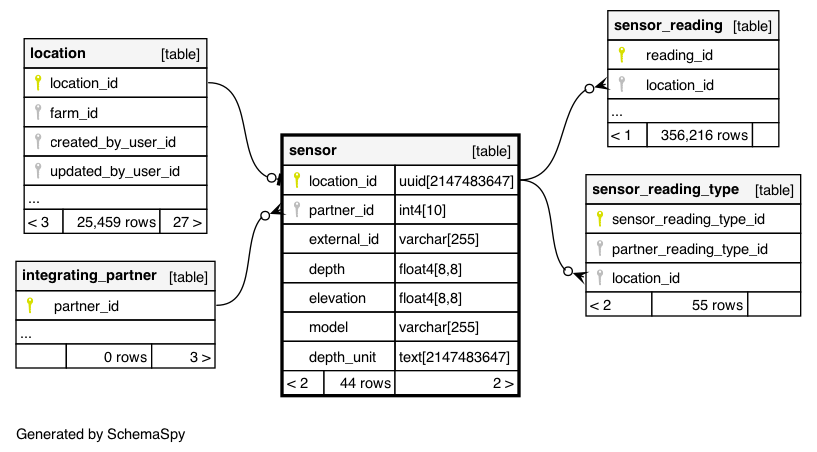 location [table]
location_id
farm_id
created_by_user_id
updated_by_user_id
...
< 3 25,459 rows 27 >
integrating_partner [table]
partner_id
...
0 rows 3 >
sensor [table]
location_id uuid[2147483647]
partner_id int4[10]
external_id varchar[255]
depth float4[8,8]
elevation float4[8,8]
model varchar[255]
depth_unit text[2147483647]
< 2 44 rows 2 >
sensor_reading [table]
reading_id
location_id
...
< 1 356,216 rows
sensor_reading_type [table]
sensor_reading_type_id
partner_reading_type_id
location_id
< 2 55 rows
Generated by SchemaSpy